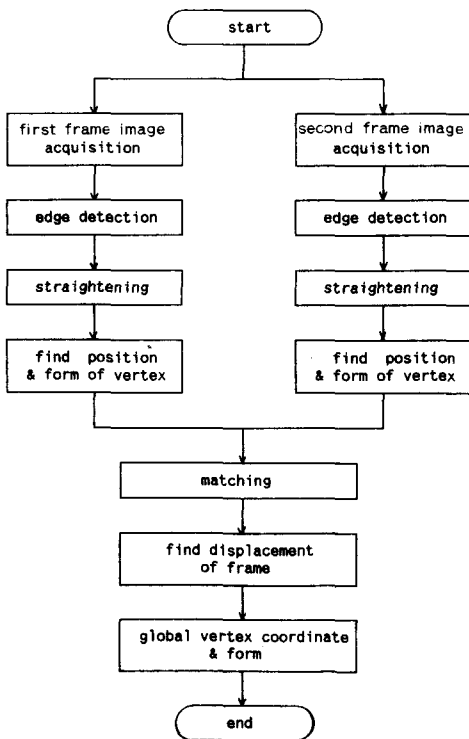 start
first frame image
acquisition
second frame image
acquisition
edge detection
edge detection
straightening
straightening
find position
& form of vertex
find position
& form of vertex
matching
find displacement
of frame
global vertex coordinate
& form
end